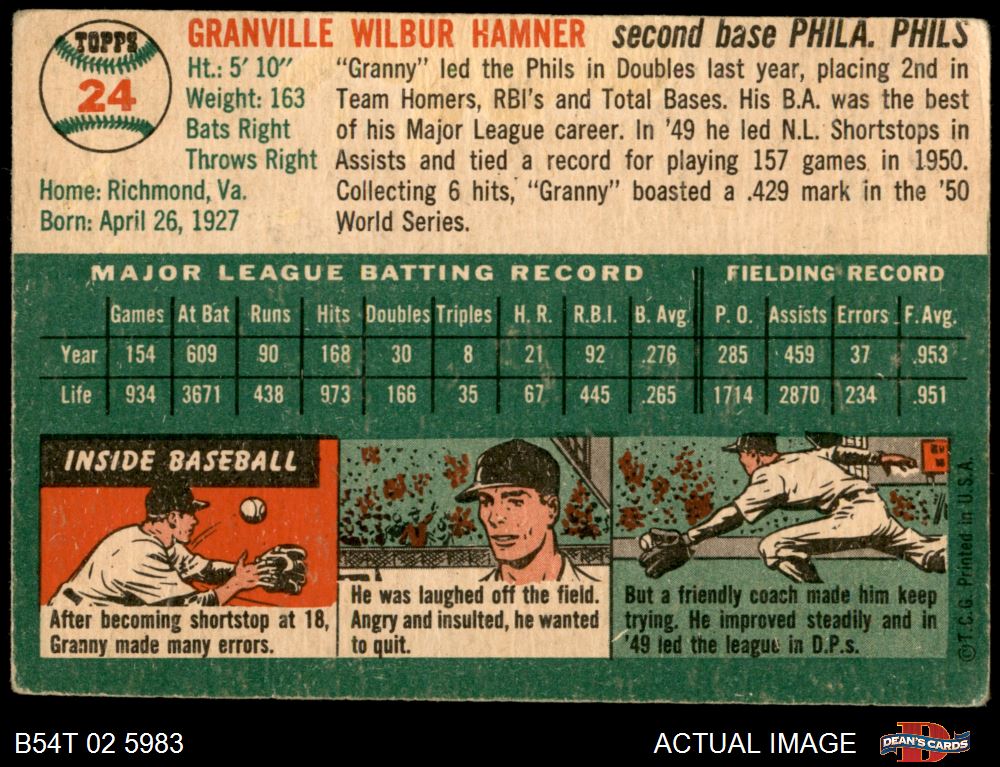 TOPPS
24
GRANVILLE WILBUR HAMNER second base PHILA. PHILS
Ht.: 5' 10"
Weight: 163
Bats Right
Throws Right
Home: Richmond, Va.
Born: April 26, 1927
"Granny" led the Phils in Doubles last year, placing 2nd in
Team Homers, RBI's and Total Bases. His B.A. was the best
of his Major League career. In '49 he led N.L. Shortstops in
Assists and tied a record for playing 157 games in 1950.
Collecting 6 hits, "Granny" boasted a .429 mark in the '50
World Series.
MAJOR LEAGUE BATTING RECORD FIELDING RECORD
Games At Bat Runs Hits Doubles Triples H. R. R.B.I. B. Avg. P. O. Assists Errors F. Avg.
Year 154 609 90 168 30 8 21 92 .276 285 459 37 .953
Life 934 3671 438 973 166 35 67 445 .265 1714 2870 234 .951
INSIDE BASEBALL
After becoming shortstop at 18,
Granny made many errors.
He was laughed off the field.
Angry and insulted, he wanted
to quit.
But a friendly coach made him keep
trying. He improved steadily and in
'49 led the league in D.P.s.
©T.C.G. Printed in U.S.A.
B54T 02 5983
ACTUAL IMAGE
DEAN'S CARDS